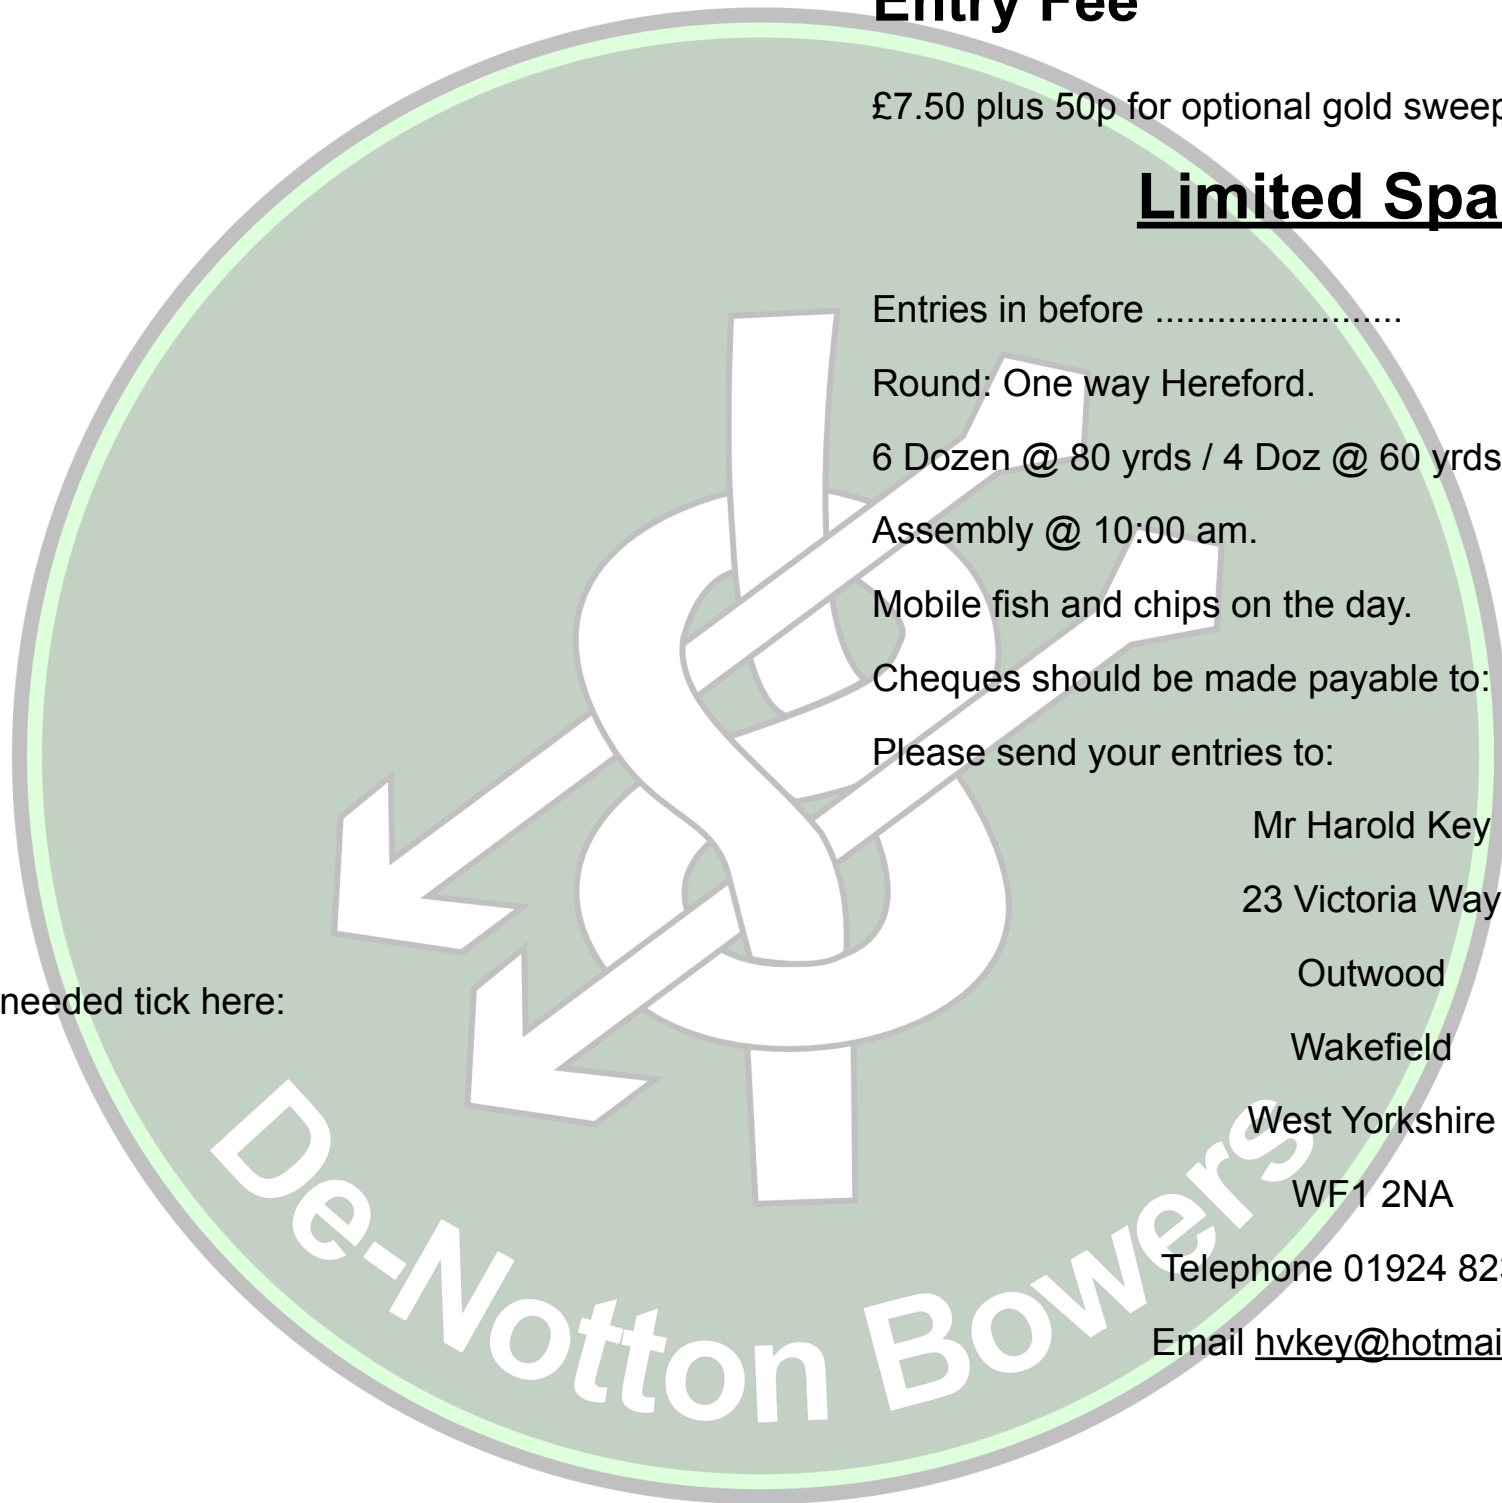 Entry Fee
£7.50 plus 50p for optional gold sweep
Limited Spa
Entries in before ........................
Round: One way Hereford.
6 Dozen @ 80 yrds / 4 Doz @ 60 yrds
Assembly @ 10:00 am.
Mobile fish and chips on the day.
Cheques should be made payable to:
Please send your entries to:
Mr Harold Key
23 Victoria Way
Outwood
needed tick here:
Wakefield
West Yorkshire
WF1 2NA
Telephone 01924 823
Email hvkey@hotmai
De-Notton Bowers